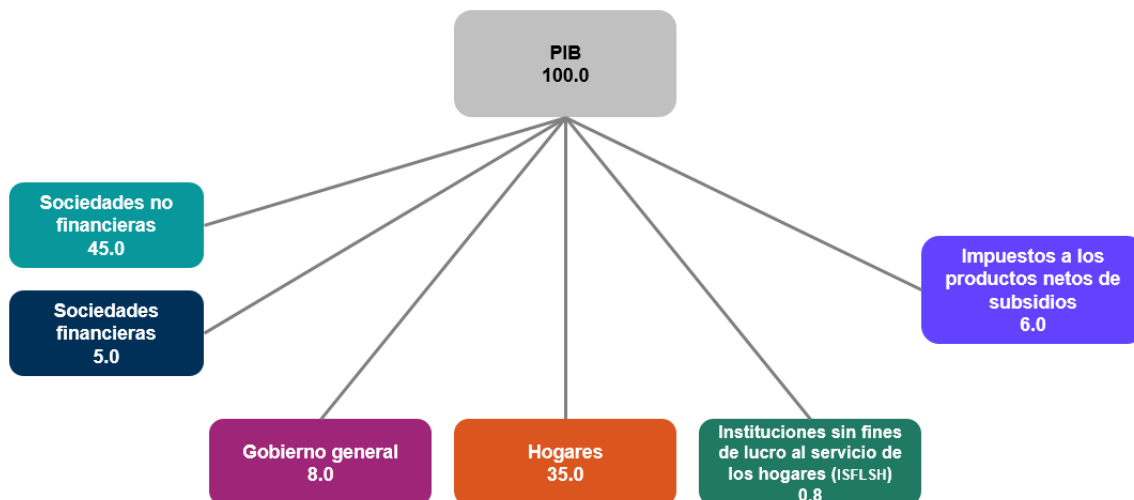 PIB
100.0
Sociedades no
financieras
45.0
Sociedades
financieras
5.0
Gobierno general
8.0
Hogares
35.0
Instituciones sin fines
de lucro al servicio de
los hogares (ISFLSH)
0.8
Impuestos a los
productos netos de
subsidios
6.0